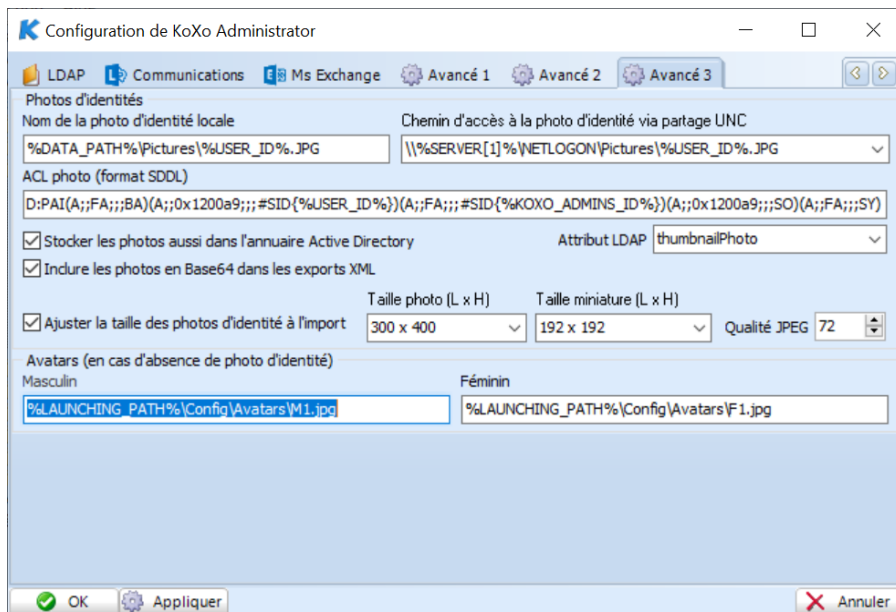 Configuration de KoXo Administrator
LDAP Communications Ms Exchange Avancé 1 Avancé 2 Avancé 3
Photos d'identités
Nom de la photo d'identité locale Chemin d'accès à la photo d'identité via partage UNC
%DATA_PATH%\Pictures\%USER_ID%.JPG \\%SERVER[1]%\NETLOGON\Pictures\%USER_ID%.JPG
ACL photo (format SDDL)
D:PAI(A;;FA;;;BA)(A;;0x1200a9;;;#SID{%USER_ID%})(A;;FA;;;#SID{%KOXO_ADMINS_ID%})(A;;0x1200a9;;;SO)(A;;FA;;;SY)
Stocker les photos aussi dans l'annuaire Active Directory Attribut LDAP thumbnailPhoto
Inclure les photos en Base64 dans les exports XML
Taille photo (L x H) Taille miniature (L x H)
Ajuster la taille des photos d'identité à l'import 300 x 400 192 x 192 Qualité JPEG 72
Avatars (en cas d'absence de photo d'identité)
Masculin Féminin
%LAUNCHING_PATH%\Config\Avatars\M1.jpg %LAUNCHING_PATH%\Config\Avatars\F1.jpg
OK Appliquer Annuler